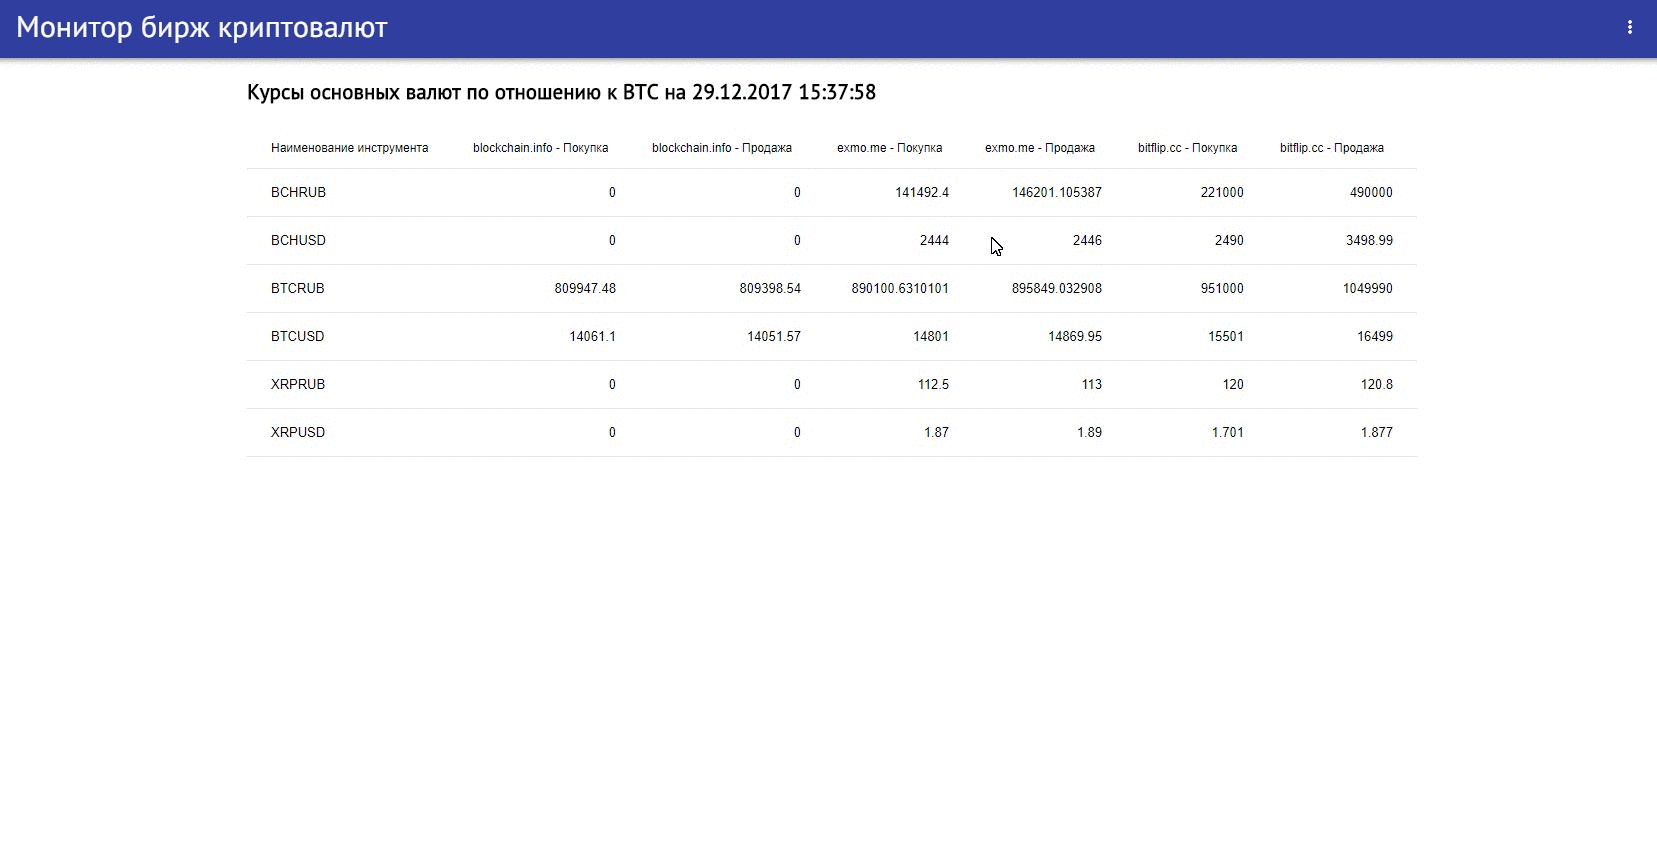 Монитор бирж криптовалют
Курсы основных валют по отношению к BTC на 29.12.2017 15:37:58
Наименование инструмента blockchain.info - Покупка blockchain.info - Продажа exmo.me - Покупка exmo.me - Продажа bitflip.cc - Покупка bitflip.cc - Продажа
BCHRUB 0 0 141492.4 146201.105387 221000 490000
BCHUSD 0 0 2444 2446 2490 3498.99
BTCRUB 809947.48 809398.54 890100.6310101 895849.032908 951000 1049990
BTCUSD 14061.1 14051.57 14801 14869.95 15501 16499
XRPRUB 0 0 112.5 113 120 120.8
XRPUSD 0 0 1.87 1.89 1.701 1.877